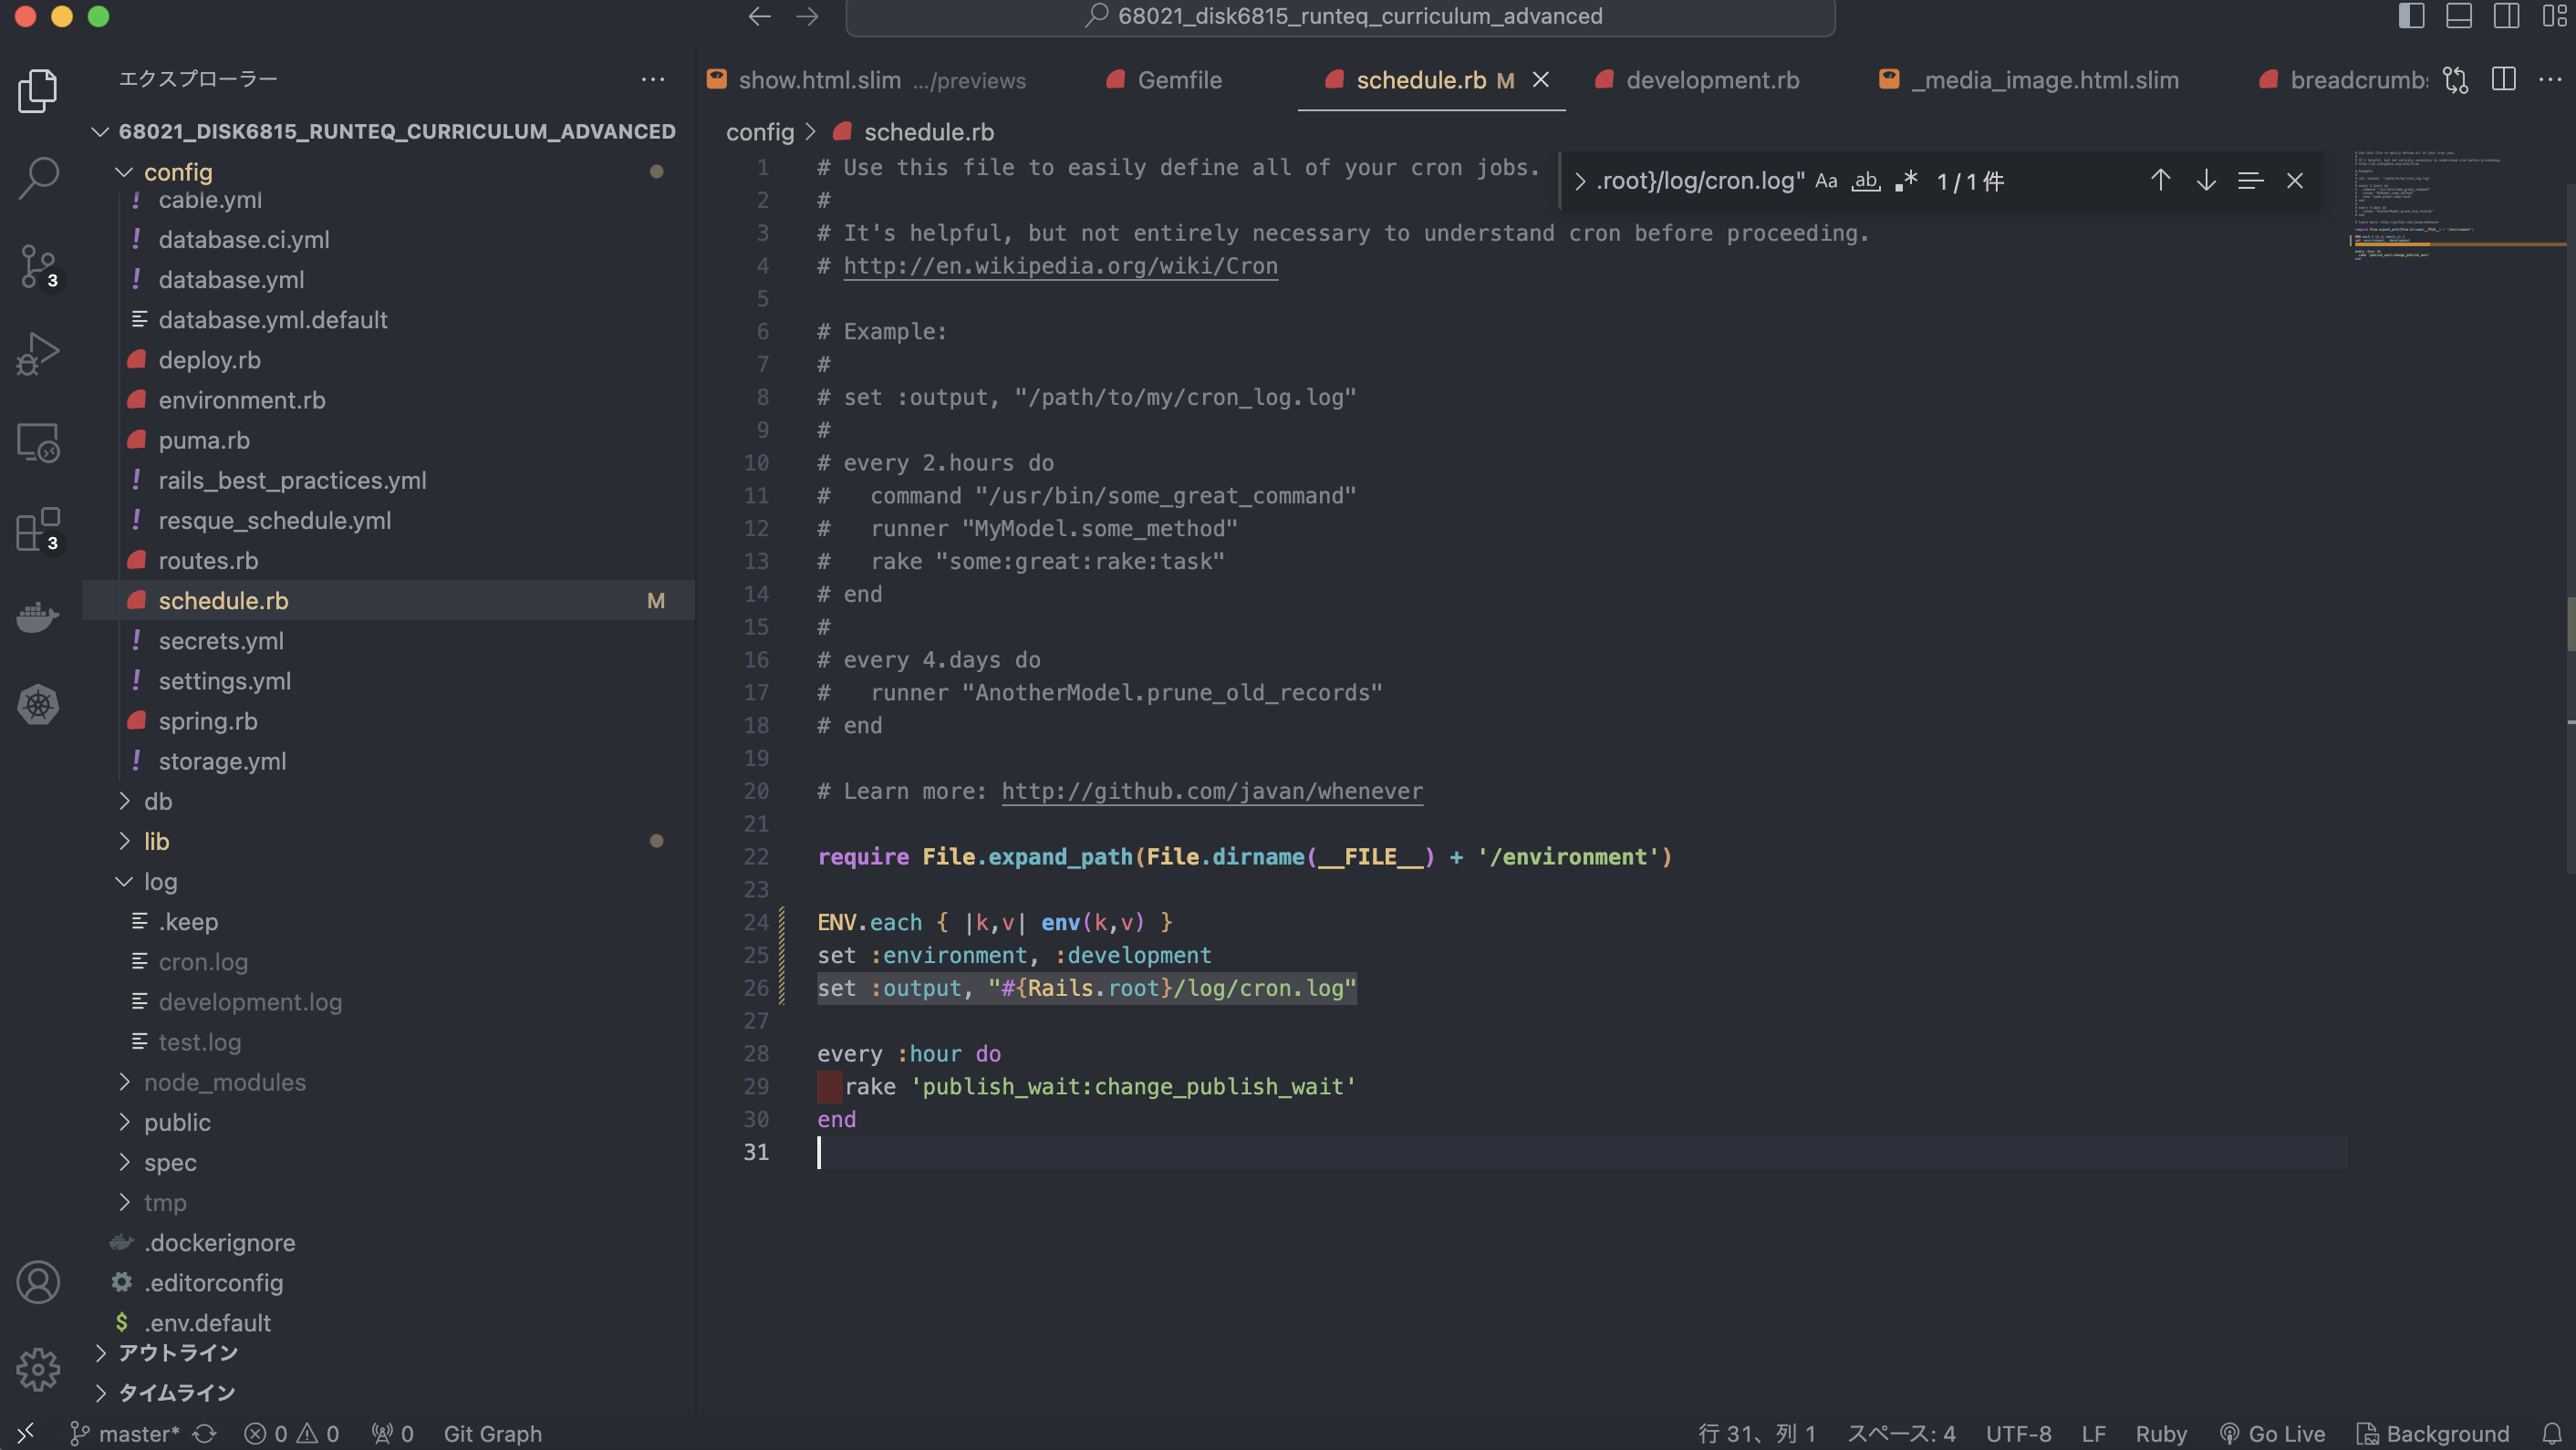 68021_disk6815_runteq_curriculum_advanced
エクスプローラー
68021_DISK6815_RUNTEQ_CURRICULUM_ADVANCED
config
cable.yml
database.ci.yml
database.yml
database.yml.default
deploy.rb
environment.rb
puma.rb
rails_best_practices.yml
resque_schedule.yml
routes.rb
schedule.rb M
secrets.yml
settings.yml
spring.rb
storage.yml
db
lib
log
.keep
cron.log
development.log
test.log
node_modules
public
spec
tmp
.dockerignore
.editorconfig
.env.default
アウトライン
タイムライン
3
3
show.html.slim .../previews Gemfile schedule.rb M development.rb _media_image.html.slim breadcrumbs
config > schedule.rb
.root}/log/cron.log" Aa ab .* 1/1 件
1 # Use this file to easily define all of your cron jobs.
2 #
3 # It's helpful, but not entirely necessary to understand cron before proceeding.
4 # http://en.wikipedia.org/wiki/Cron
5
6 # Example:
7 #
8 # set :output, "/path/to/my/cron_log.log"
9 #
10 # every 2.hours do
11 #   command "/usr/bin/some_great_command"
12 #   runner "MyModel.some_method"
13 #   rake "some:great:rake:task"
14 # end
15 #
16 # every 4.days do
17 #   runner "AnotherModel.prune_old_records"
18 # end
19
20 # Learn more: http://github.com/javan/whenever
21
22 require File.expand_path(File.dirname(__FILE__) + '/environment')
23
24 ENV.each { |k,v| env(k,v) }
25 set :environment, :development
26 set :output, "#{Rails.root}/log/cron.log"
27
28 every :hour do
29   rake 'publish_wait:change_publish_wait'
30 end
31
master* 0 0 0 Git Graph
行 31、列 1 スペース: 4 UTF-8 LF Ruby Go Live Background